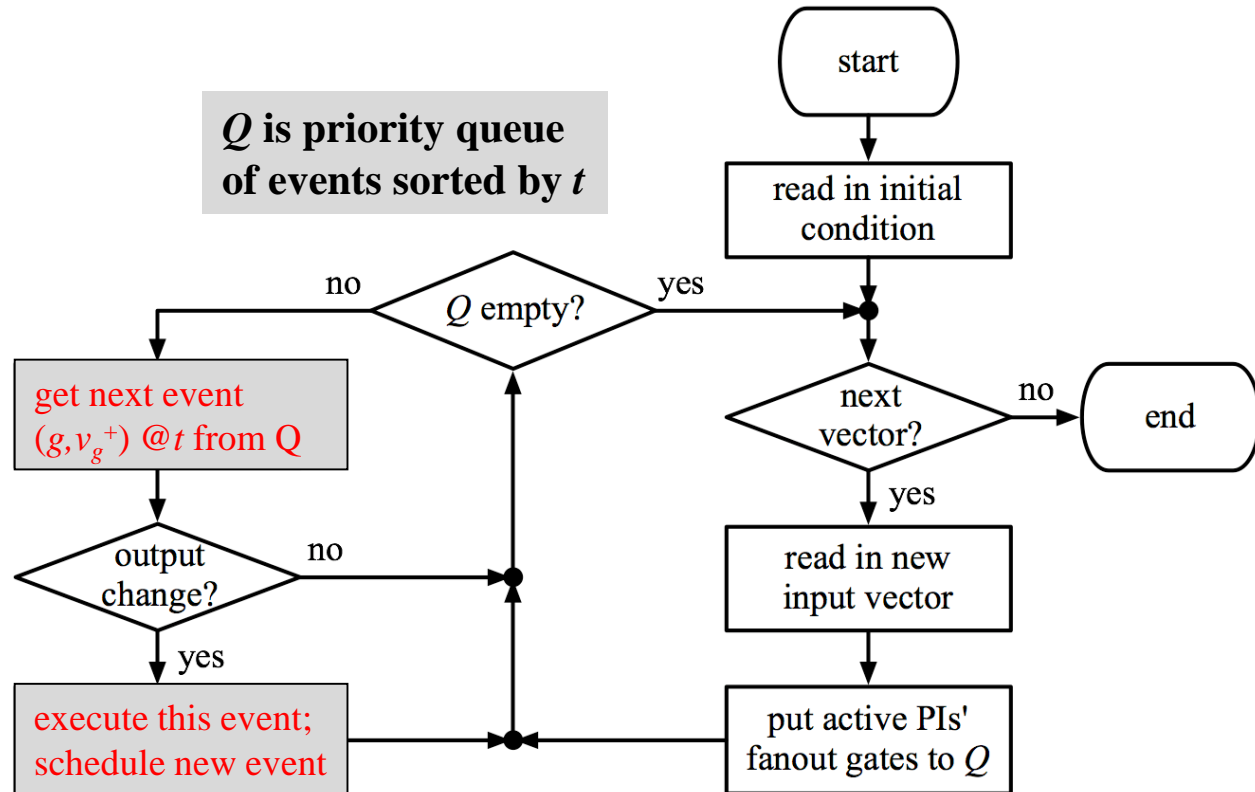 start
Q is priority queue
of events sorted by t
read in initial
condition
no
Q empty?
yes
get next event
(g,v_g^+) @t from Q
next
vector?
no
end
yes
output
change?
no
read in new
input vector
yes
execute this event;
schedule new event
put active PIs'
fanout gates to Q